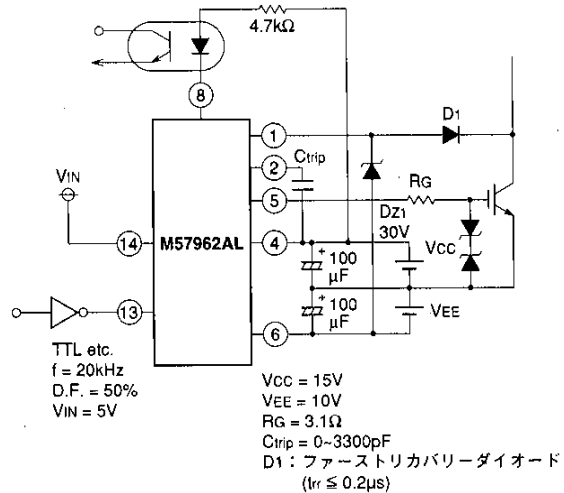 4.7kΩ
8
1
D1
2
Ctrip
VIN
5
RG
DZ1
30V
VCC
14
M57962AL
4
+ 100
μF
+ 100
μF
VEE
13
6
TTL etc.
f = 20kHz
D.F. = 50%
VIN = 5V
VCC = 15V
VEE = 10V
RG = 3.1Ω
Ctrip = 0~3300pF
D1 : ファーストリカバリーダイオード
(trr ≦ 0.2μs)